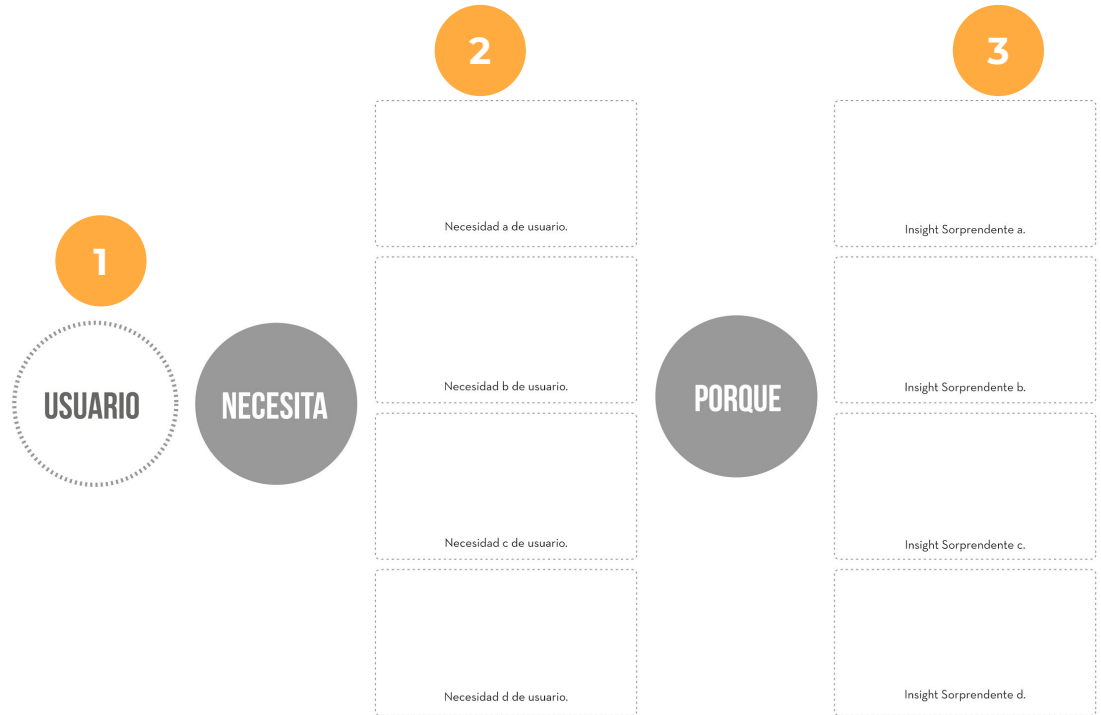 2
3
1
USUARIO
NECESITA
Necesidad a de usuario.
Necesidad b de usuario.
Necesidad c de usuario.
Necesidad d de usuario.
PORQUE
Insight Sorprendente a.
Insight Sorprendente b.
Insight Sorprendente c.
Insight Sorprendente d.